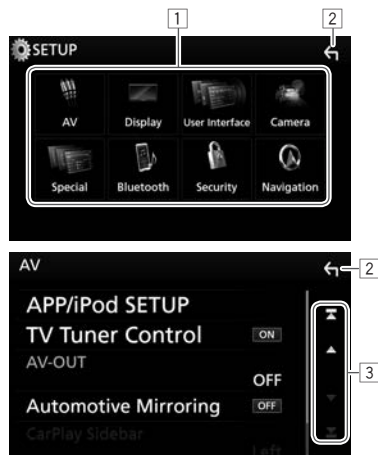 1 2
SETUP
AV Display User Interface Camera
Special Bluetooth Security Navigation
AV
2
APP/iPod SETUP
TV Tuner Control ON
AV-OUT
OFF
3
Automotive Mirroring OFF
CarPlay Sidebar
Left